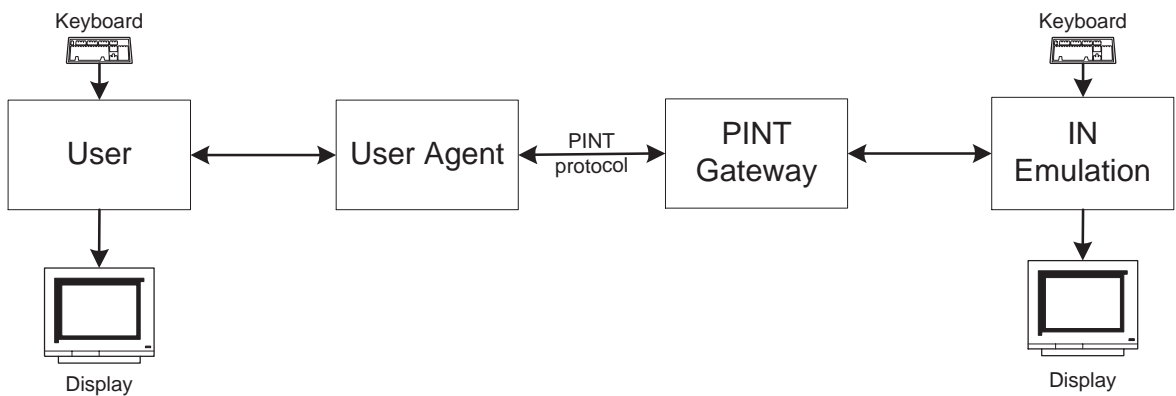 Keyboard
Keyboard
User
User Agent
PINT
protocol
PINT
Gateway
IN
Emulation
Display
Display